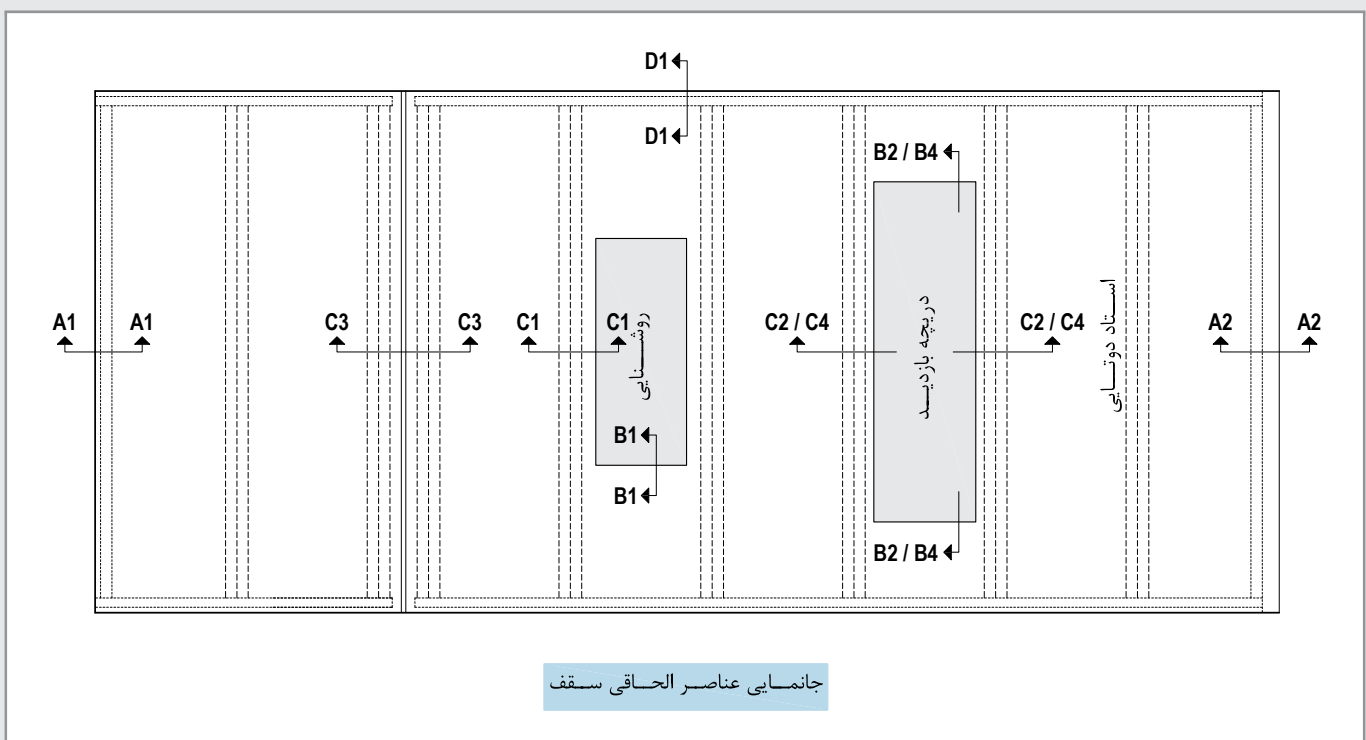 D1
D1
B2 / B4
A1
A1
C3
C3
C1
C1
روشنایی
C2 / C4
دریچه بازدید
C2 / C4
استاد دوتایی
A2
A2
B1
B1
B2 / B4
جانمایی عناصر الحاقی سقف